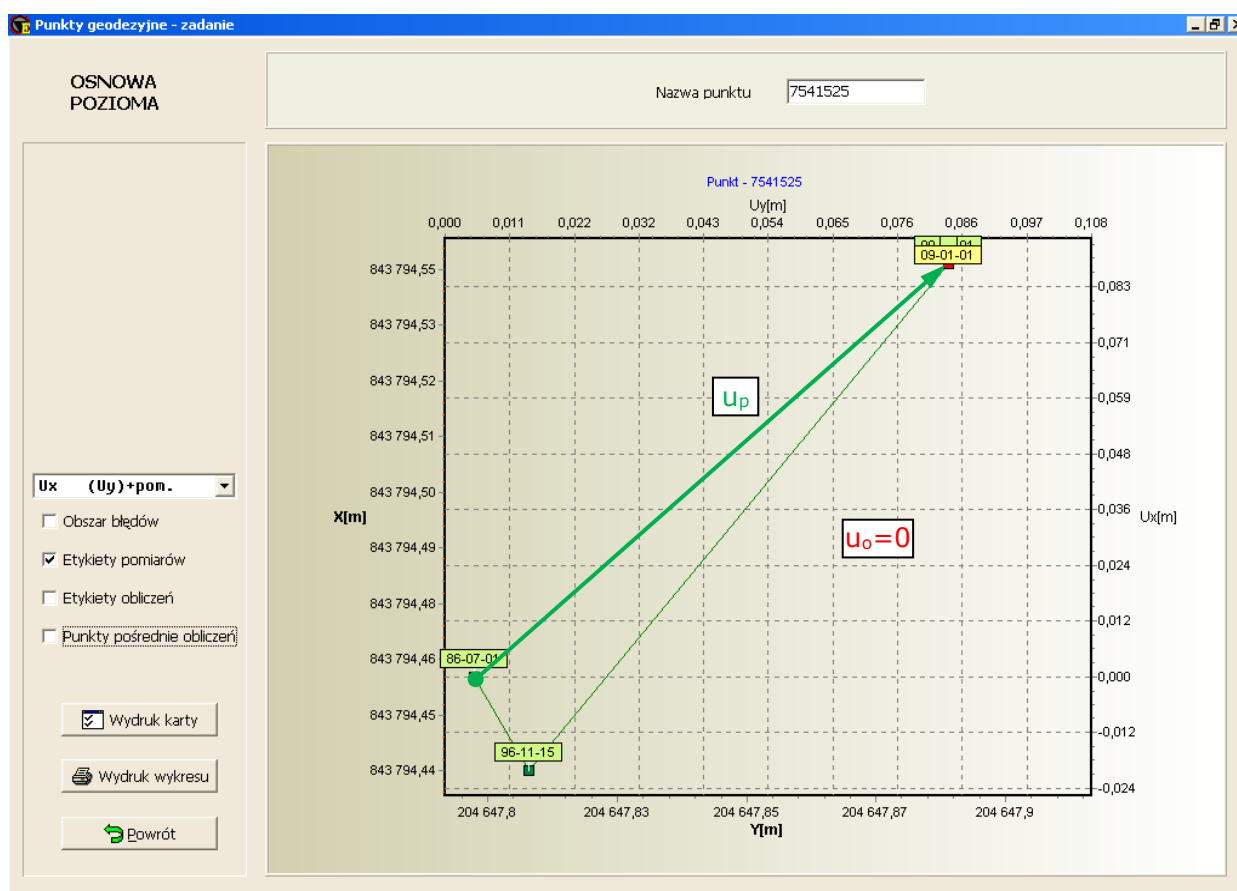 Punkty geodezyjne - zadanie
OSNOWA
POZIOMA
Nazwa punktu 7541525
Punkt - 7541525
Uy[m]
0,000 0,011 0,022 0,032 0,043 0,054 0,065 0,076 0,086 0,097 0,108
09-01-01
843 794,55
0,083
843 794,53
0,071
843 794,52
uₚ
0,059
843 794,51
0,048
Ux (Uy)+pom.
843 794,50
X[m]
0,036
Ux[m]
Obszar błędów
uₒ=0
843 794,49
Etykiety pomiarów
0,024
Etykiety obliczeń
843 794,48
0,012
Punkty pośrednie obliczeń
843 794,46
86-07-01
0,000
Wydruk karty
843 794,45
-0,012
96-11-15
Wydruk wykresu
843 794,44
-0,024
204 647,8 204 647,83 204 647,85 204 647,87 204 647,9
Y[m]
Powrót